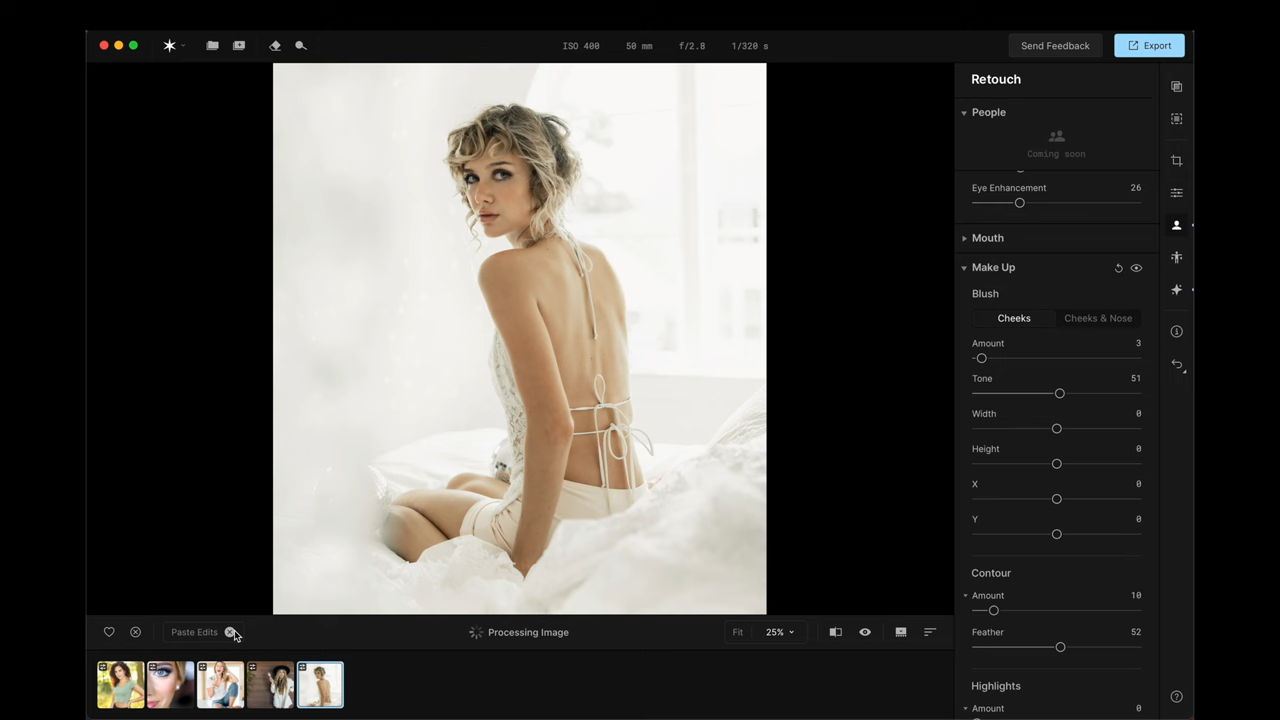 ISO 400 50 mm f/2.8 1/320 s
Send Feedback
Export
Retouch
People
Coming soon
Eye Enhancement 26
Mouth
Make Up
Blush
Cheeks Cheeks & Nose
Amount 3
Tone 51
Width 0
Height 0
X 0
Y 0
Contour
Amount 10
Feather 52
Highlights
Amount 0
Paste Edits
Processing Image
Fit 25%